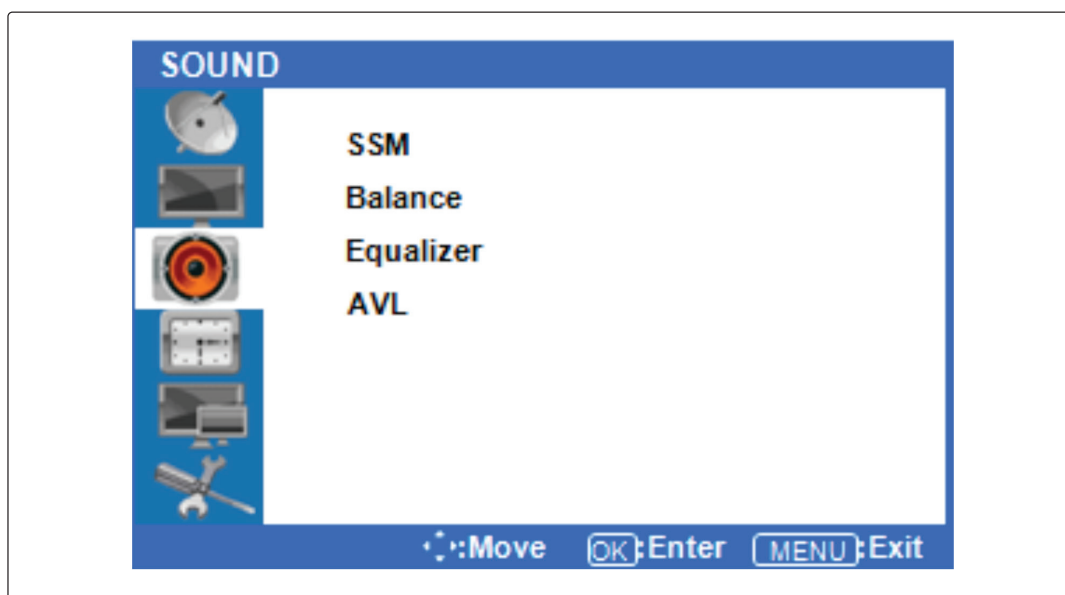 SOUND
SSM
Balance
Equalizer
AVL
:Move OK:Enter MENU:Exit